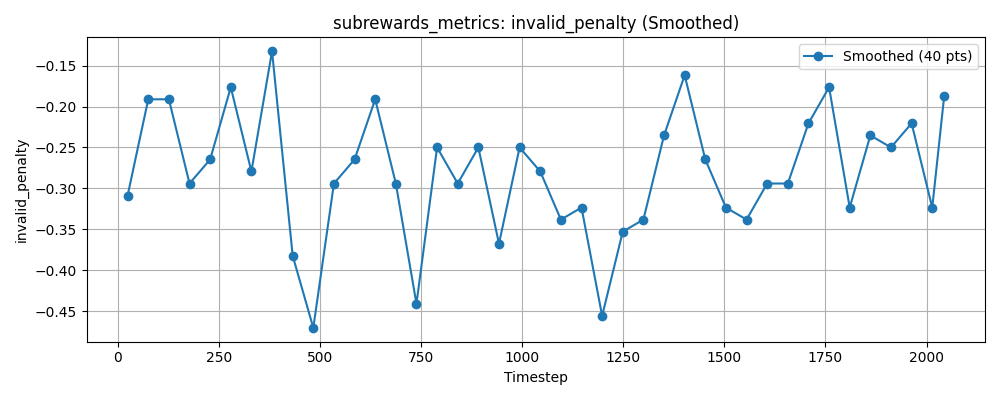 subrewards_metrics: invalid_penalty (Smoothed)
Smoothed (40 pts)
invalid_penalty
−0.15
−0.20
−0.25
−0.30
−0.35
−0.40
−0.45
0 250 500 750 1000 1250 1500 1750 2000
Timestep